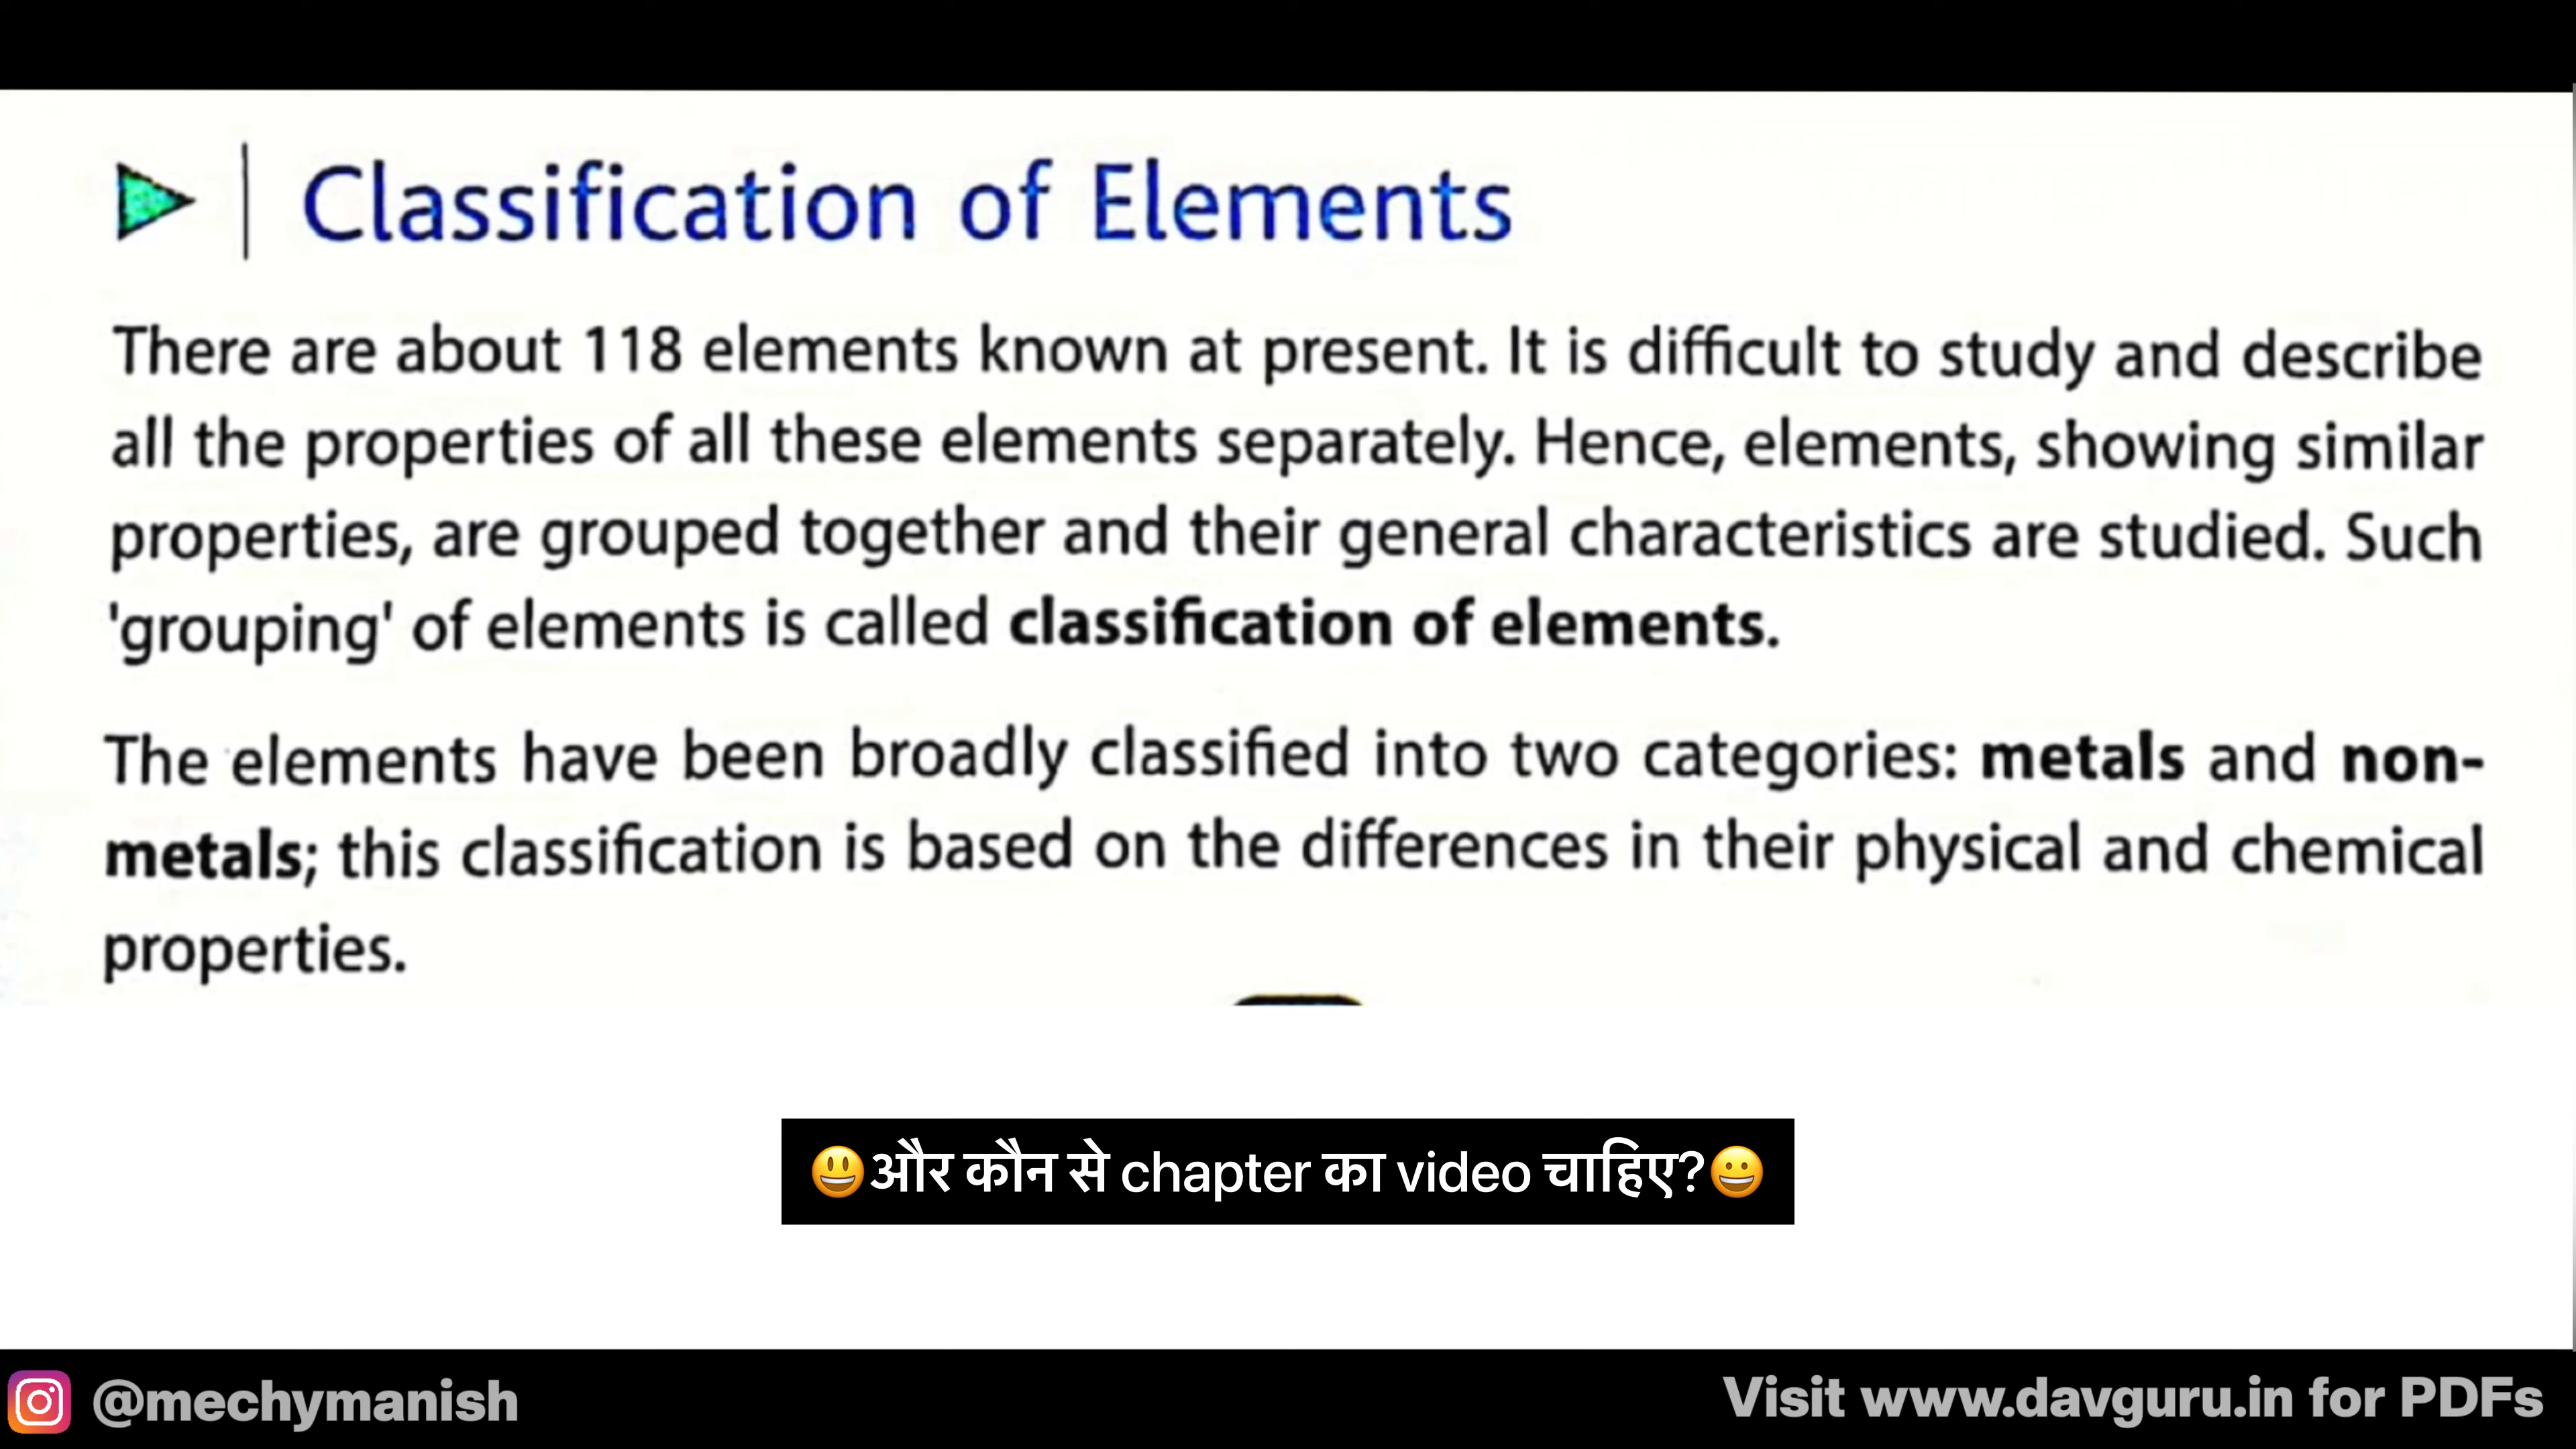 Classification of Elements
There are about 118 elements known at present. It is difficult to study and describe
all the properties of all these elements separately. Hence, elements, showing similar
properties, are grouped together and their general characteristics are studied. Such
'grouping' of elements is called classification of elements.
The elements have been broadly classified into two categories: metals and non-
metals; this classification is based on the differences in their physical and chemical
properties.
😃और कौन से chapter का video चाहिए?😀
@mechymanish
Visit www.davguru.in for PDFs